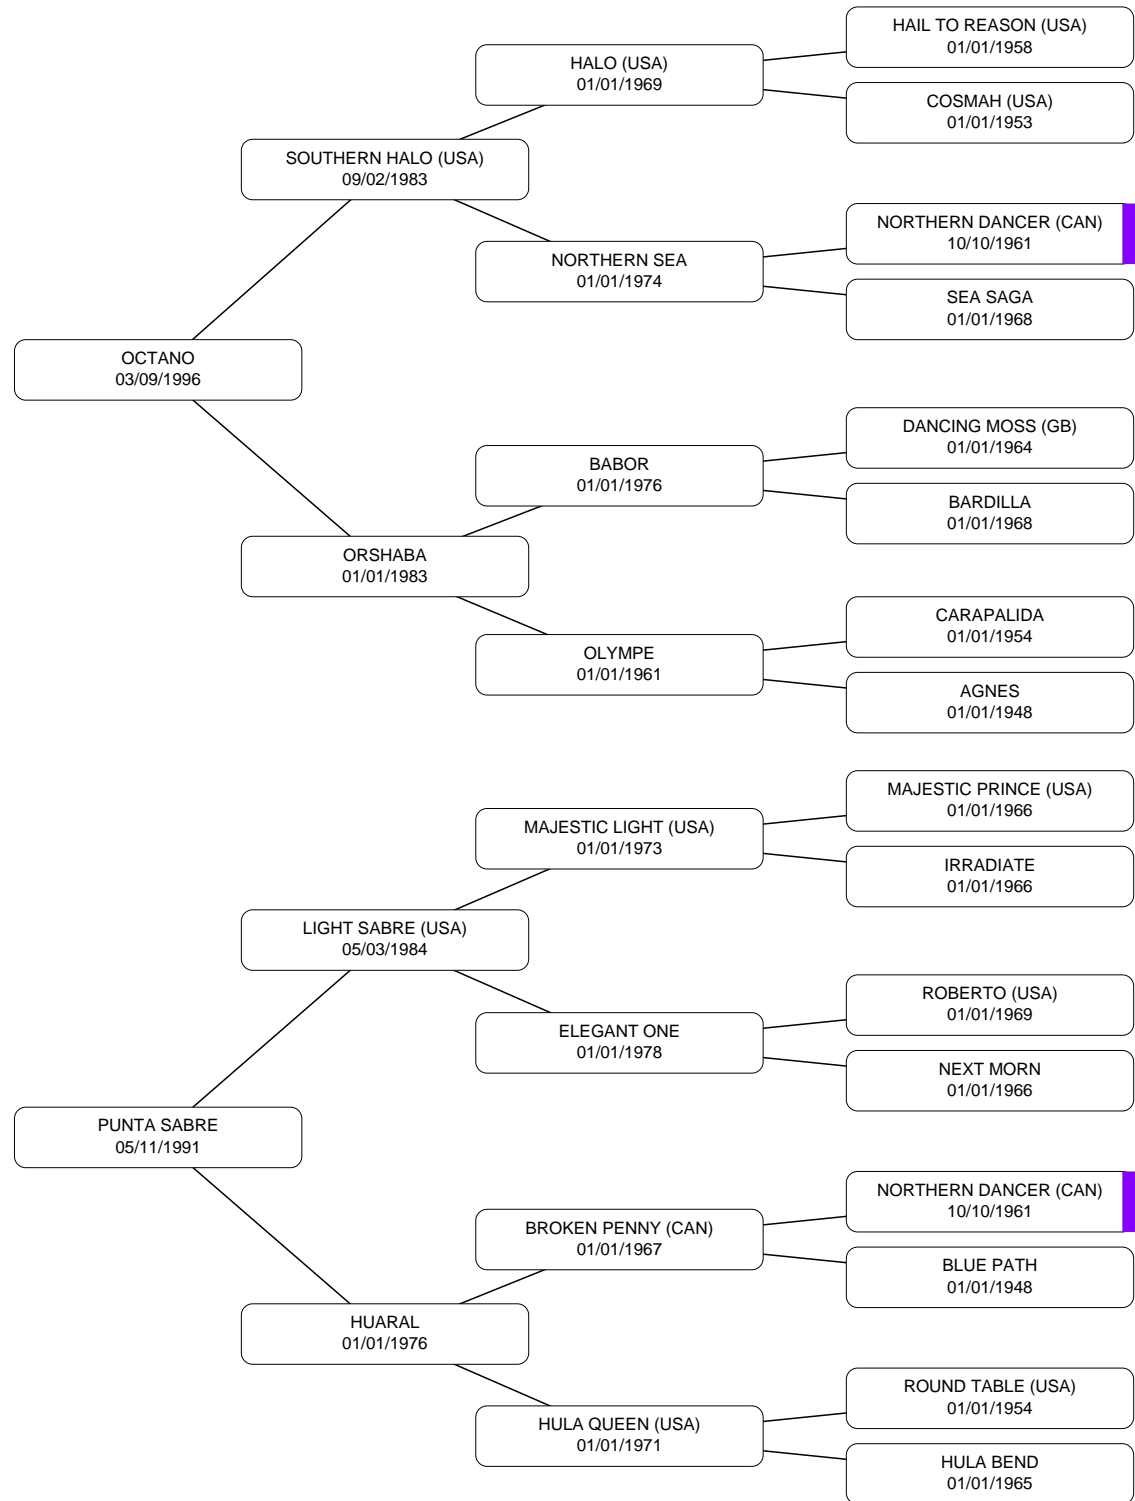 HAIL TO REASON (USA)
01/01/1958
HALO (USA)
01/01/1969
COSMAH (USA)
01/01/1953
SOUTHERN HALO (USA)
09/02/1983
NORTHERN DANCER (CAN)
10/10/1961
NORTHERN SEA
01/01/1974
SEA SAGA
01/01/1968
OCTANO
03/09/1996
DANCING MOSS (GB)
01/01/1964
BABOR
01/01/1976
BARDILLA
01/01/1968
ORSHABA
01/01/1983
CARAPALIDA
01/01/1954
OLYMPE
01/01/1961
AGNES
01/01/1948
MAJESTIC PRINCE (USA)
01/01/1966
MAJESTIC LIGHT (USA)
01/01/1973
IRRADIATE
01/01/1966
LIGHT SABRE (USA)
05/03/1984
ROBERTO (USA)
01/01/1969
ELEGANT ONE
01/01/1978
NEXT MORN
01/01/1966
PUNTA SABRE
05/11/1991
NORTHERN DANCER (CAN)
10/10/1961
BROKEN PENNY (CAN)
01/01/1967
BLUE PATH
01/01/1948
HUARAL
01/01/1976
ROUND TABLE (USA)
01/01/1954
HULA QUEEN (USA)
01/01/1971
HULA BEND
01/01/1965